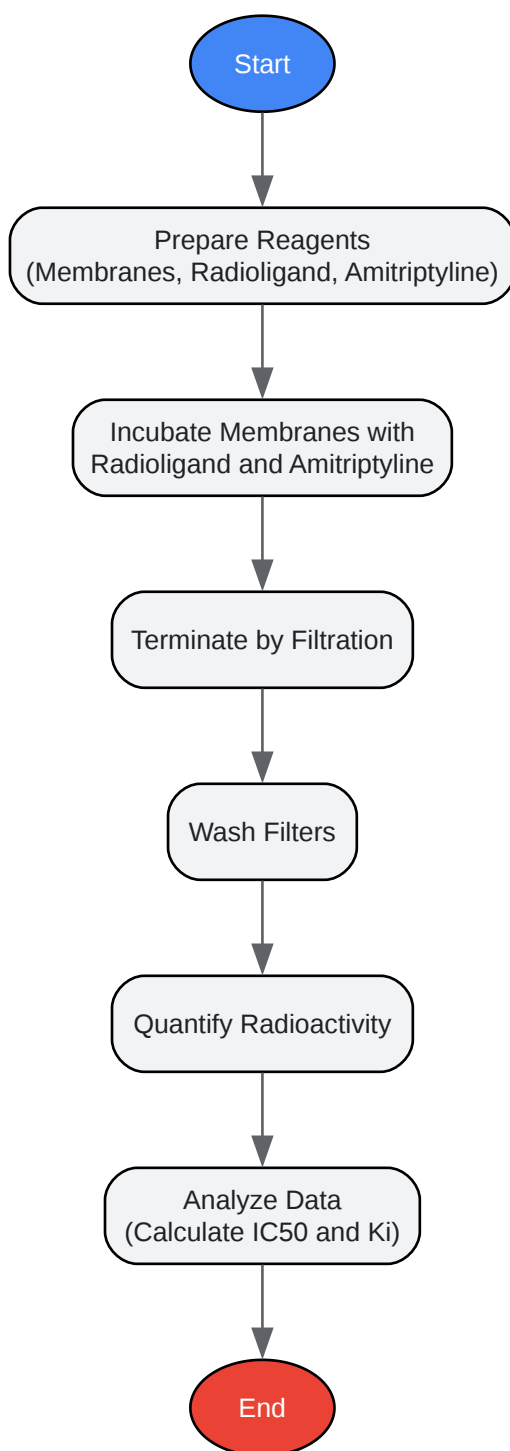 Start
Prepare Reagents
(Membranes, Radioligand, Amitriptyline)
Incubate Membranes with
Radioligand and Amitriptyline
Terminate by Filtration
Wash Filters
Quantify Radioactivity
Analyze Data
(Calculate IC50 and Ki)
End